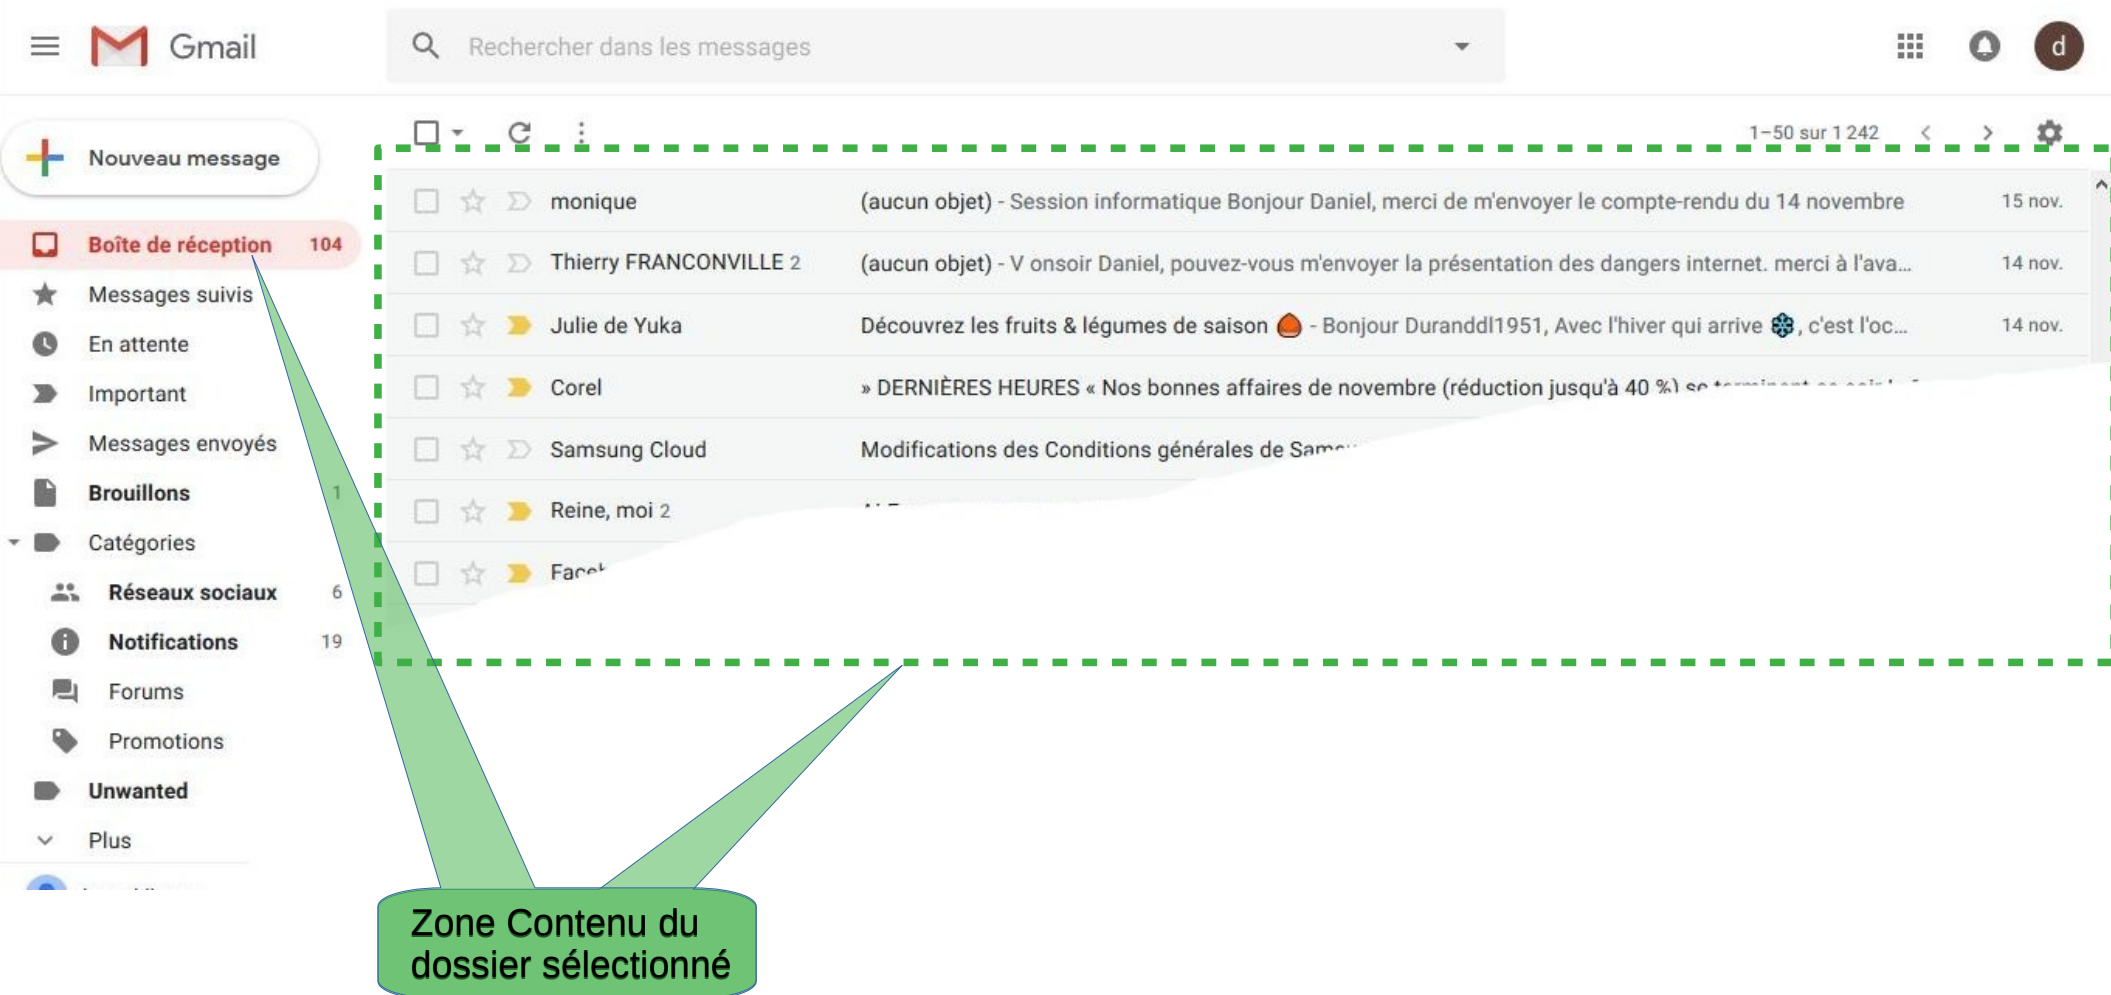 Gmail
Rechercher dans les messages
d
Nouveau message
1–50 sur 1 242
Boîte de réception 104
Messages suivis
En attente
Important
Messages envoyés
Brouillons 1
Catégories
Réseaux sociaux 6
Notifications 19
Forums
Promotions
Unwanted
Plus
monique (aucun objet) - Session informatique Bonjour Daniel, merci de m'envoyer le compte-rendu du 14 novembre 15 nov.
Thierry FRANCONVILLE 2 (aucun objet) - V onsoir Daniel, pouvez-vous m'envoyer la présentation des dangers internet. merci à l'ava... 14 nov.
Julie de Yuka Découvrez les fruits & légumes de saison - Bonjour Duranddl1951, Avec l'hiver qui arrive , c'est l'oc... 14 nov.
Corel » DERNIÈRES HEURES « Nos bonnes affaires de novembre (réduction jusqu'à 40 %) se terminent ce soir
Samsung Cloud Modifications des Conditions générales de
Reine, moi 2
Zone Contenu du
dossier sélectionné